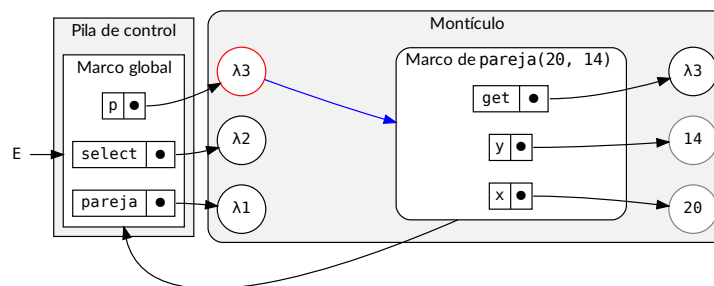 Pila de control
Marco global
p
E
select
pareja
Montículo
λ3
λ2
λ1
Marco de pareja(20, 14)
get
y
x
λ3
14
20